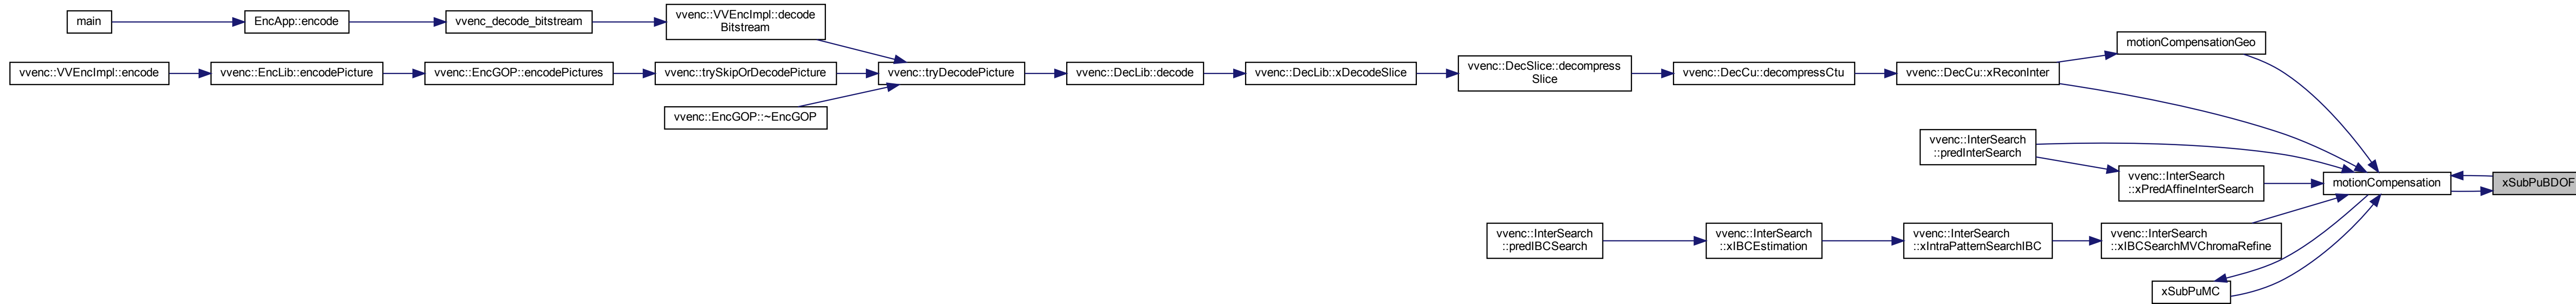 main
EncApp::encode
vvenc_decode_bitstream
vvenc::VVEncImpl::decode
Bitstream
vvenc::VVEncImpl::encode
vvenc::EncLib::encodePicture
vvenc::EncGOP::encodePictures
vvenc::trySkipOrDecodePicture
vvenc::EncGOP::~EncGOP
vvenc::tryDecodePicture
vvenc::DecLib::decode
vvenc::DecLib::xDecodeSlice
vvenc::DecSlice::decompress
Slice
vvenc::DecCu::decompressCtu
vvenc::DecCu::xReconInter
motionCompensationGeo
vvenc::InterSearch
::predInterSearch
vvenc::InterSearch
::xPredAffineInterSearch
motionCompensation
xSubPuBDOF
vvenc::InterSearch
::predIBCSearch
vvenc::InterSearch
::xIBCEstimation
vvenc::InterSearch
::xIntraPatternSearchIBC
vvenc::InterSearch
::xIBCSearchMVChromaRefine
xSubPuMC